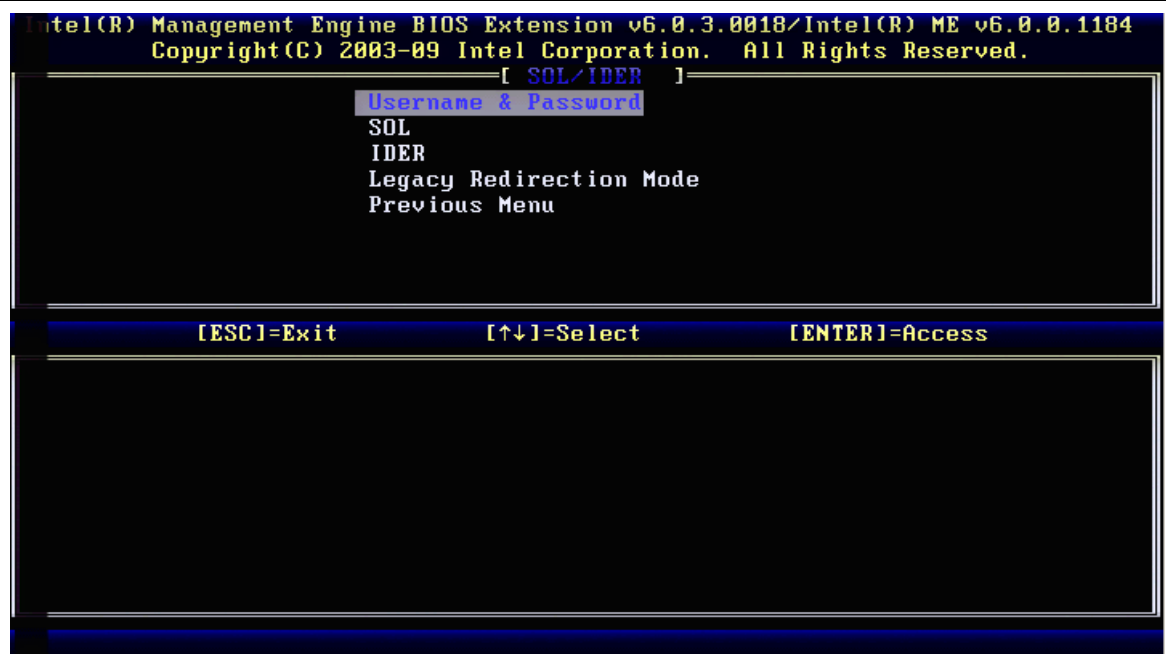 Intel(R) Management Engine BIOS Extension v6.0.3.0018/Intel(R) ME v6.0.0.1184
Copyright(C) 2003-09 Intel Corporation. All Rights Reserved.
[ SOL/IDER ]
Username & Password
SOL
IDER
Legacy Redirection Mode
Previous Menu
[ESC]=Exit [↑↓]=Select [ENTER]=Access